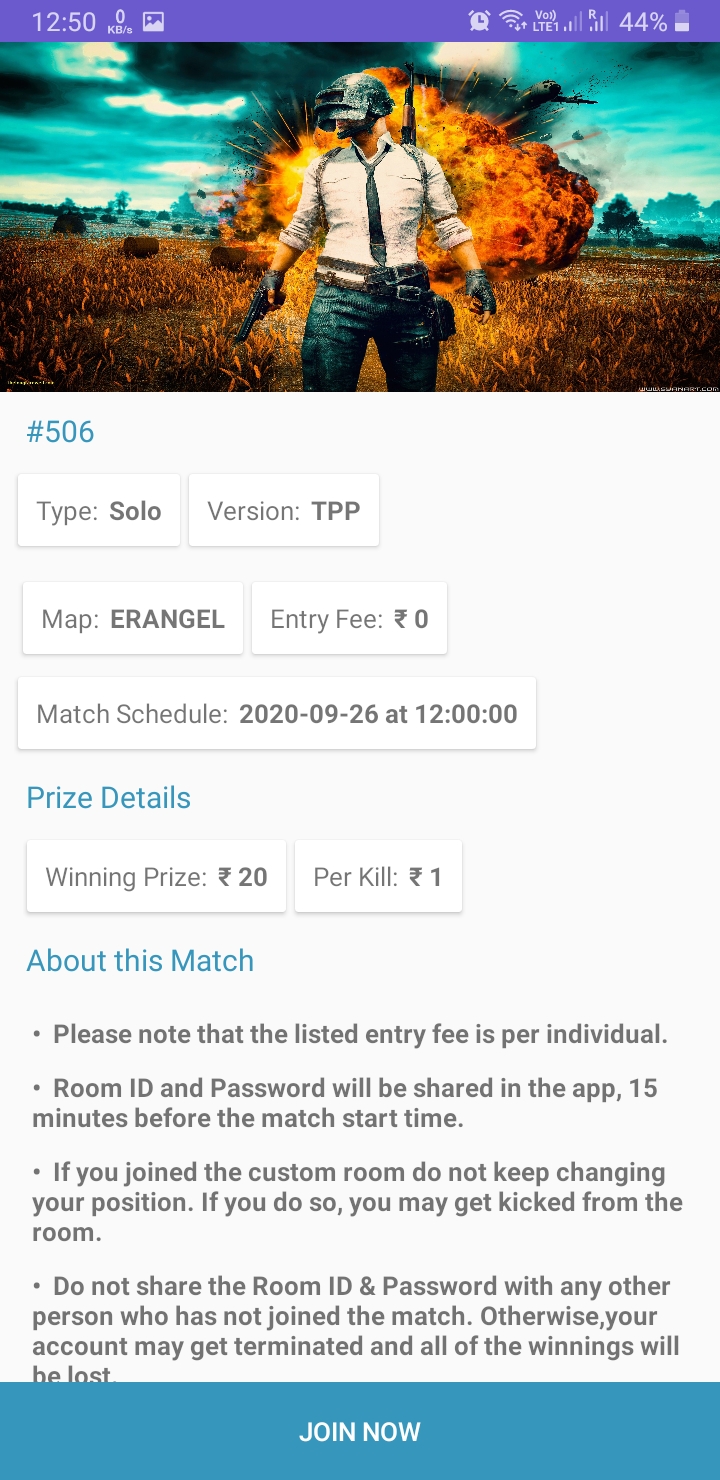 12:50 0 KB/s Vo) LTE1 R 44%
www.syanart.com
#506
Type: Solo Version: TPP
Map: ERANGEL Entry Fee: ₹ 0
Match Schedule: 2020-09-26 at 12:00:00
Prize Details
Winning Prize: ₹ 20 Per Kill: ₹ 1
About this Match
• Please note that the listed entry fee is per individual.
• Room ID and Password will be shared in the app, 15
minutes before the match start time.
• If you joined the custom room do not keep changing
your position. If you do so, you may get kicked from the
room.
• Do not share the Room ID & Password with any other
person who has not joined the match. Otherwise,your
account may get terminated and all of the winnings will
be lost.
JOIN NOW